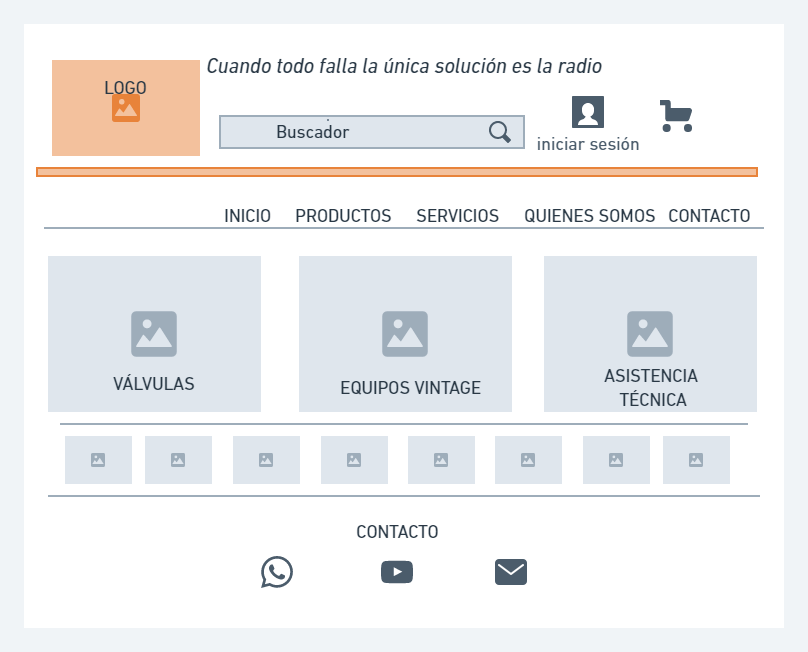 Cuando todo falla la única solución es la radio
LOGO
Buscador
iniciar sesión
INICIO PRODUCTOS SERVICIOS QUIENES SOMOS CONTACTO
VÁLVULAS
EQUIPOS VINTAGE
ASISTENCIA
TÉCNICA
CONTACTO